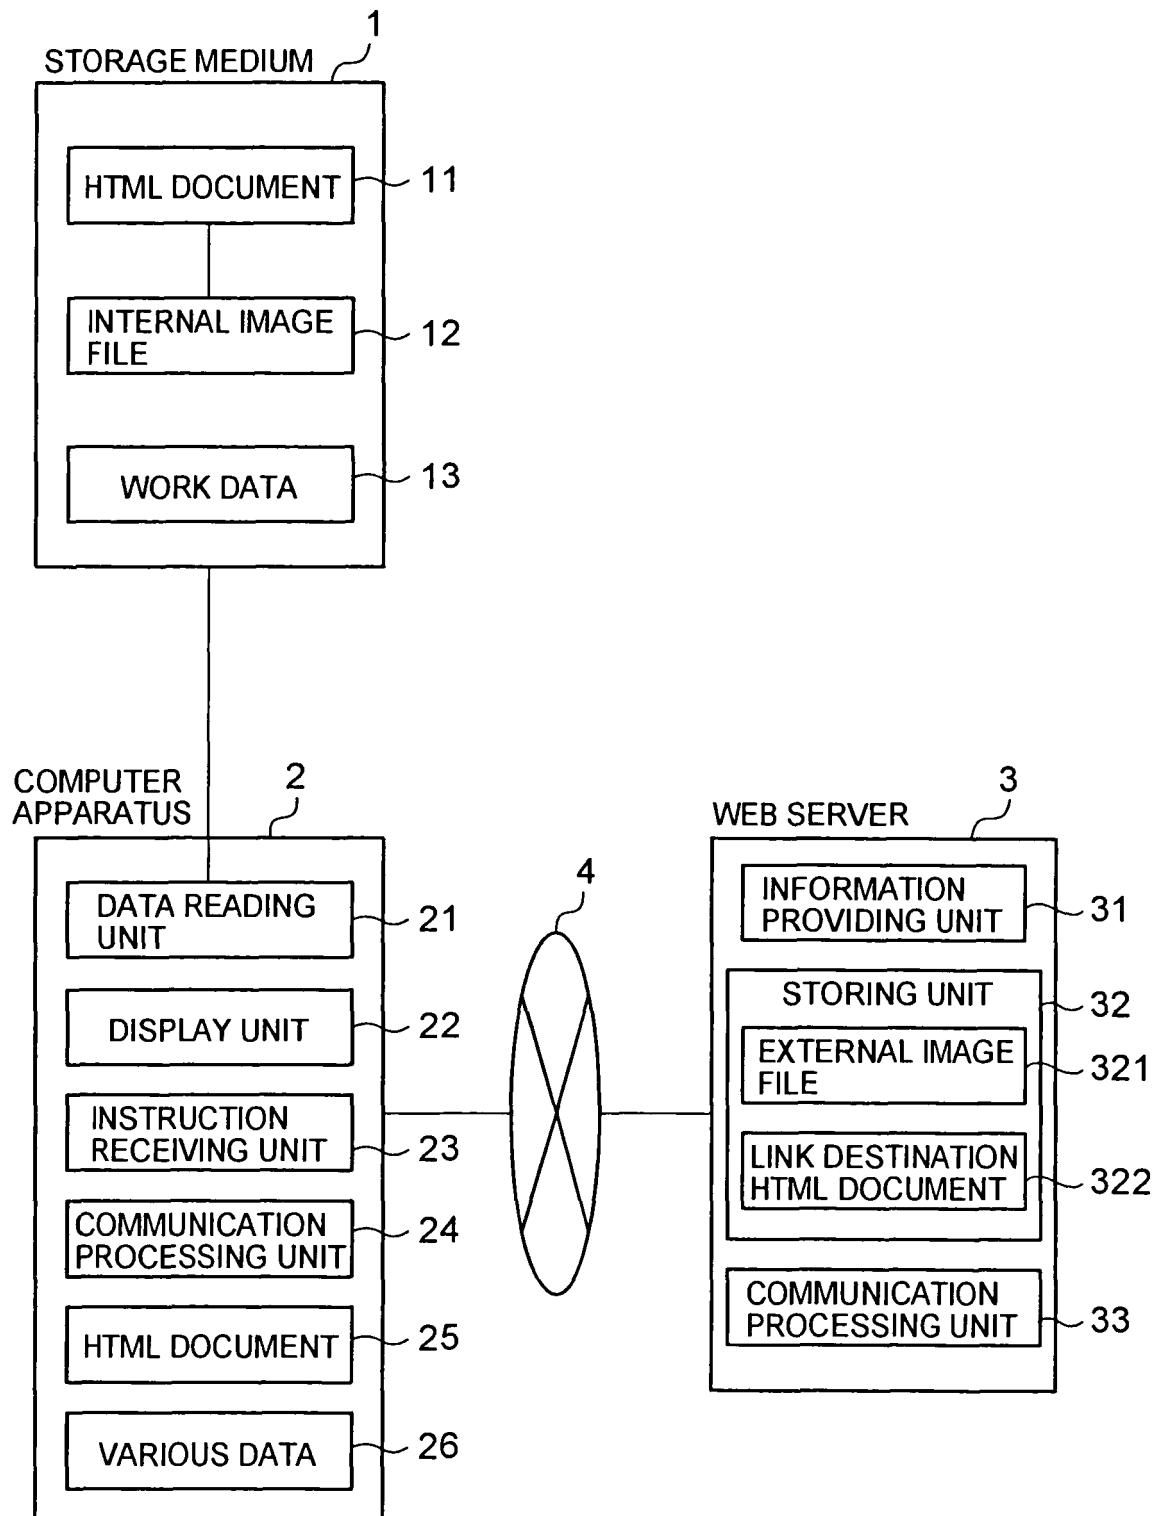 1
STORAGE MEDIUM
HTML DOCUMENT
11
INTERNAL IMAGE
FILE
12
WORK DATA
13
COMPUTER
APPARATUS
2
DATA READING
UNIT
21
DISPLAY UNIT
22
INSTRUCTION
RECEIVING UNIT
23
COMMUNICATION
PROCESSING UNIT
24
HTML DOCUMENT
25
VARIOUS DATA
26
4
WEB SERVER
3
INFORMATION
PROVIDING UNIT
31
STORING UNIT
32
EXTERNAL IMAGE
FILE
321
LINK DESTINATION
HTML DOCUMENT
322
COMMUNICATION
PROCESSING UNIT
33